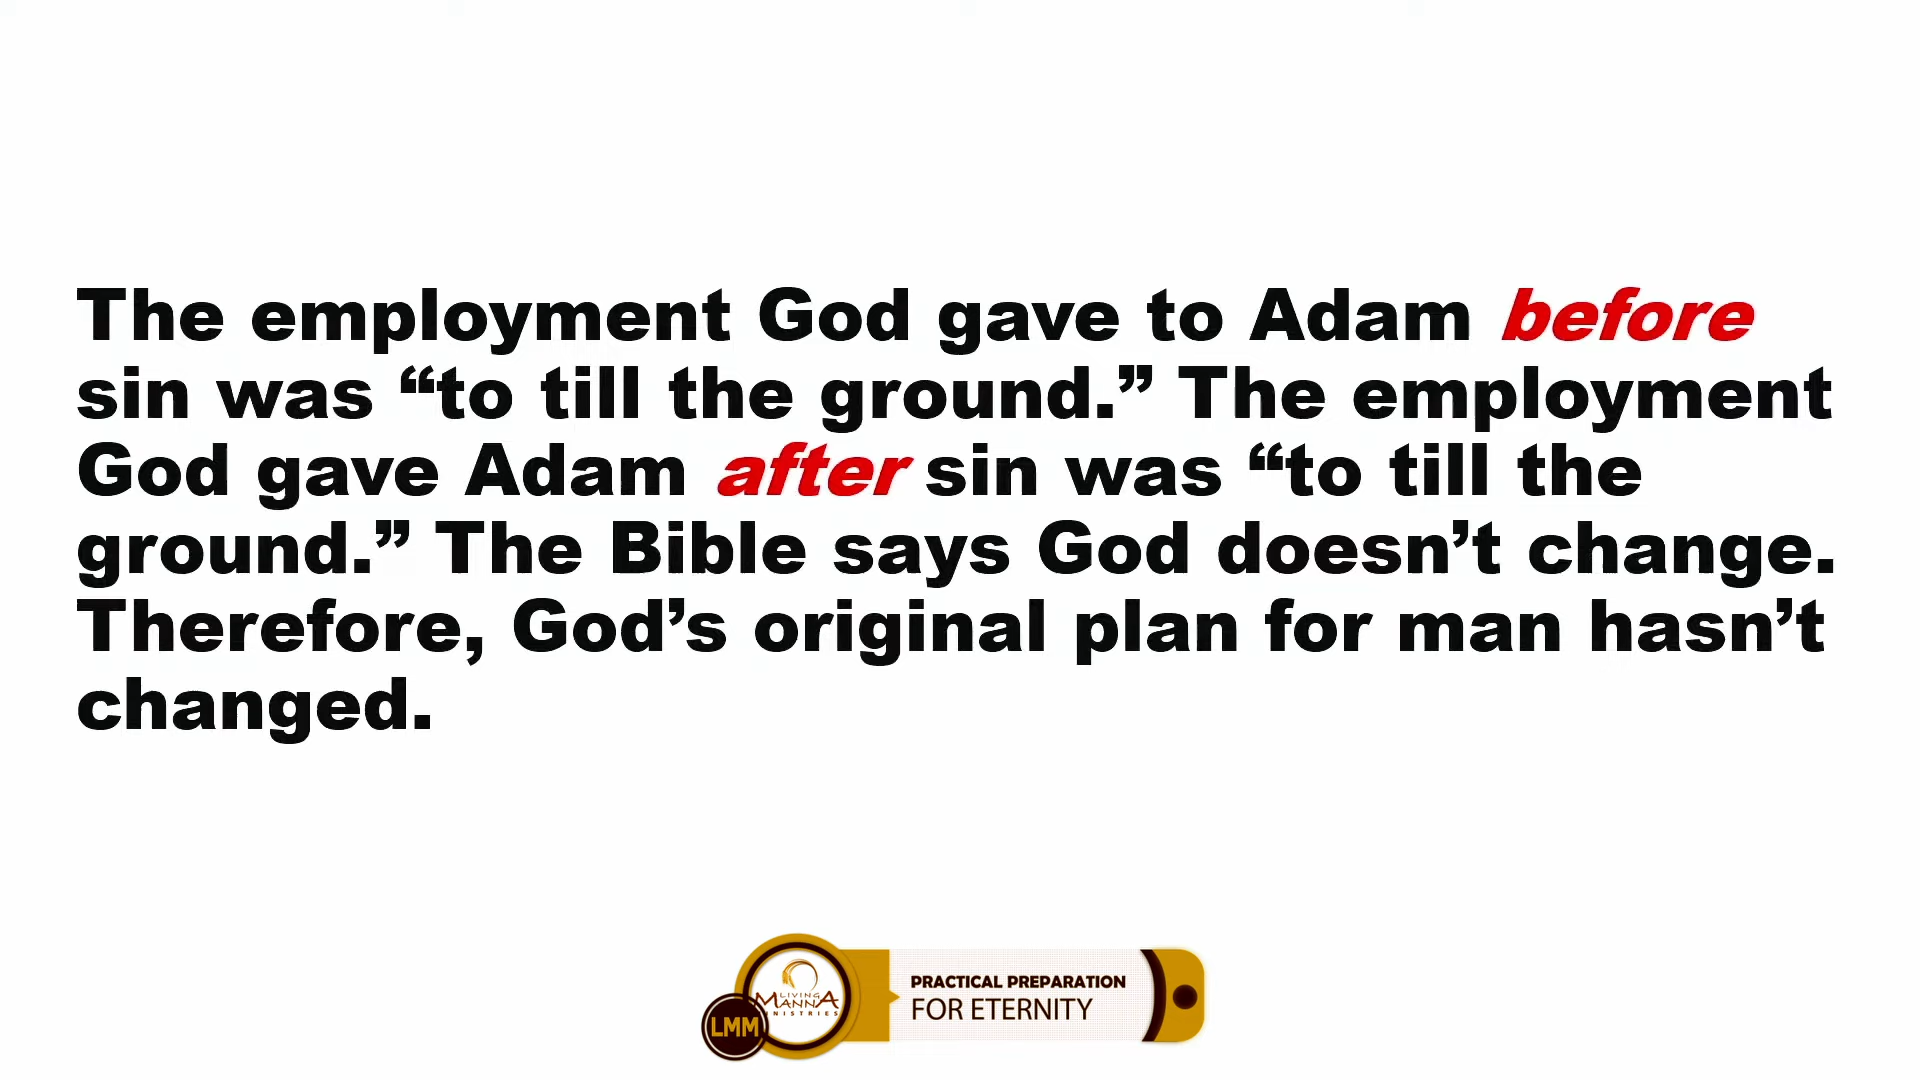 The employment God gave to Adam before
sin was “to till the ground.” The employment
God gave Adam after sin was “to till the
ground.” The Bible says God doesn’t change.
Therefore, God’s original plan for man hasn’t
changed.
LIVING
MANNA
MINISTRIES
LMM
PRACTICAL PREPARATION
FOR ETERNITY